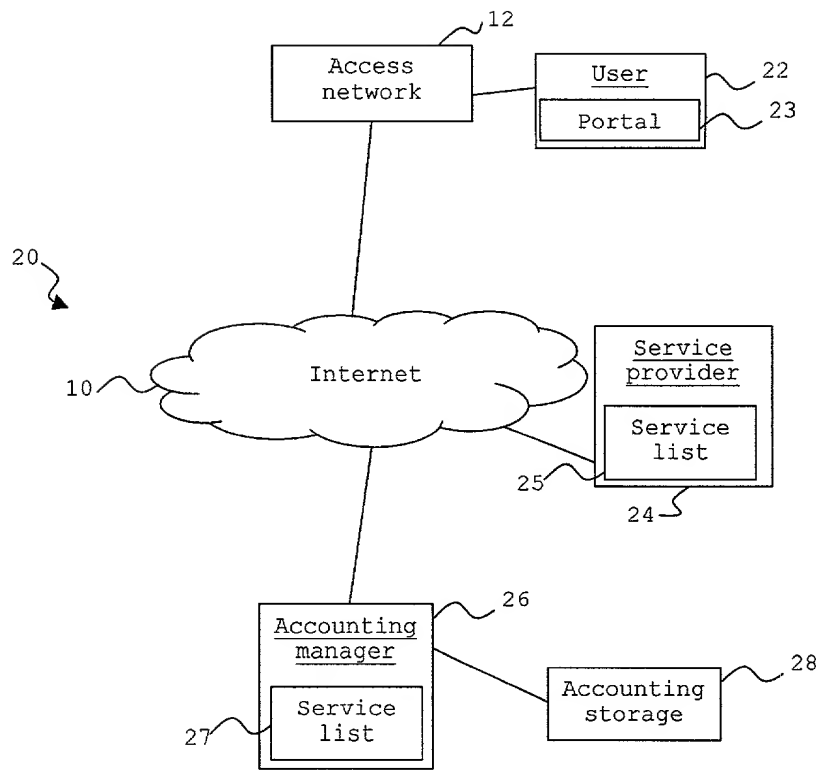 12
Access
network
User
22
Portal
23
20
Internet
10
Service
provider
Service
list
25
24
26
Accounting
manager
Service
list
27
Accounting
storage
28